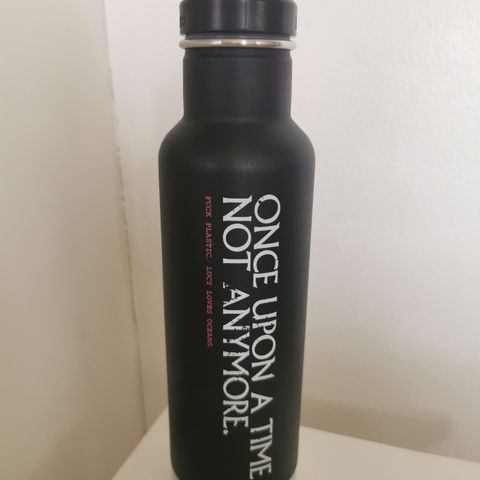 ONCE UPON A TIME
NOT ANYMORE.
FUCK PLASTIC. LUCY LOVES OCEANS.